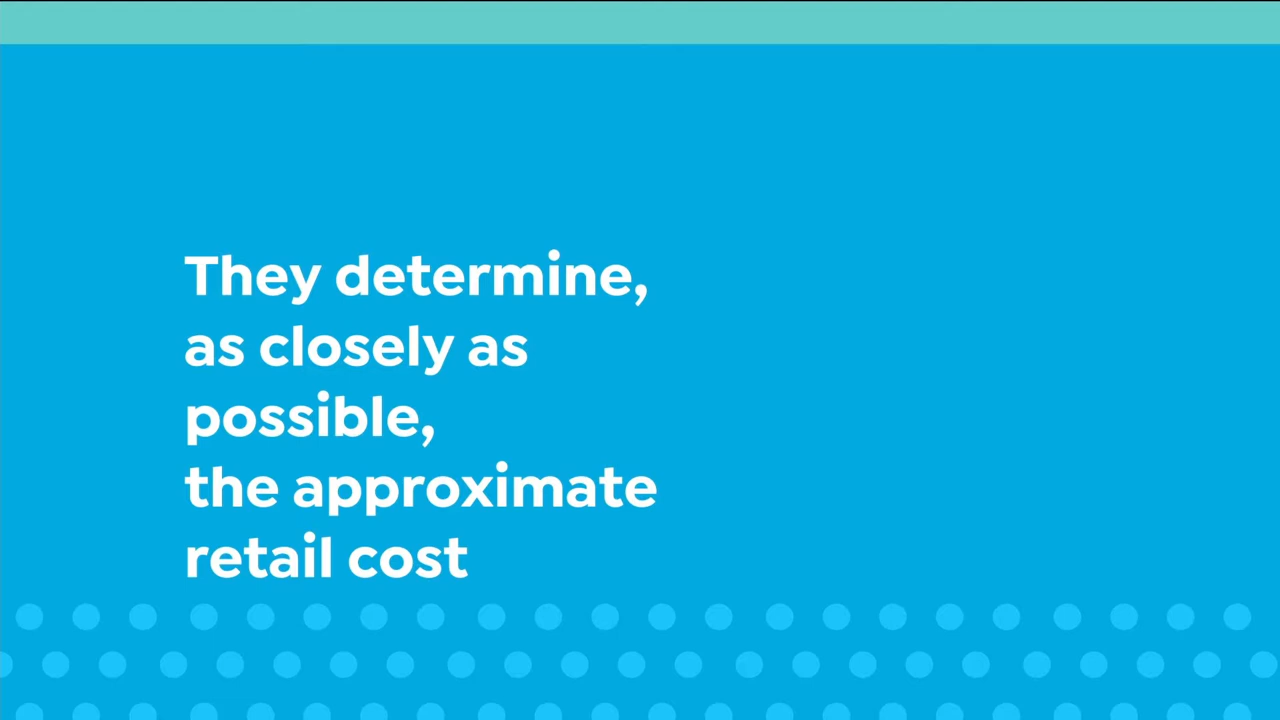 They determine,
as closely as
possible,
the approximate
retail cost